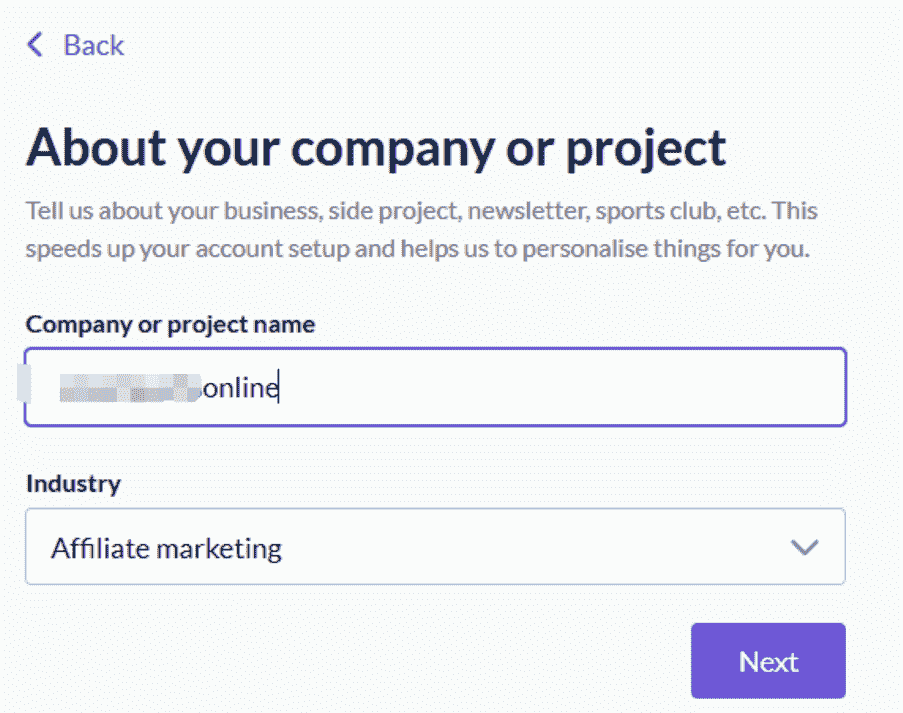 Back
About your company or project
Tell us about your business, side project, newsletter, sports club, etc. This
speeds up your account setup and helps us to personalise things for you.
Company or project name
online
Industry
Affiliate marketing
Next